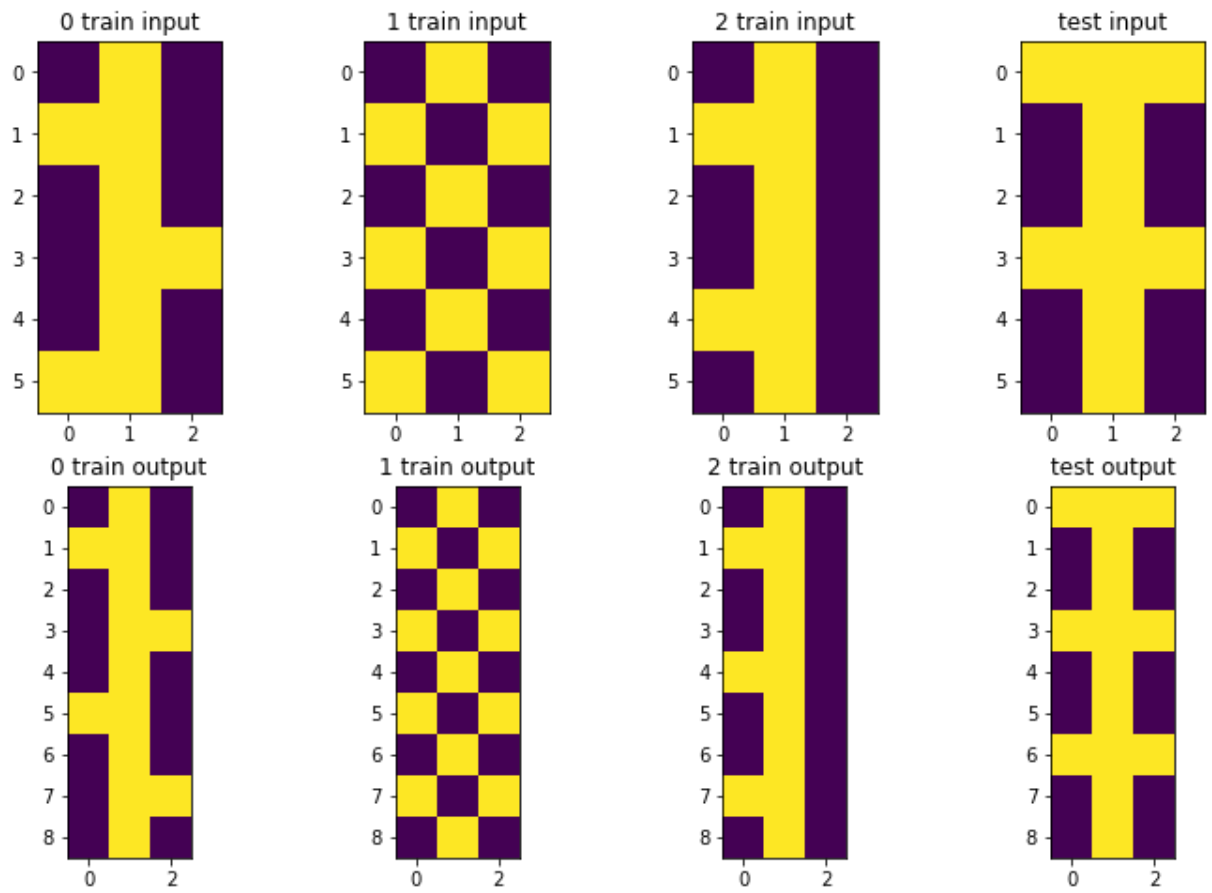 0 train input 1 train input 2 train input test input
0 0 0 0
1 1 1 1
2 2 2 2
3 3 3 3
4 4 4 4
5 5 5 5
0 1 2 0 1 2 0 1 2 0 1 2
0 train output 1 train output 2 train output test output
0 0 0 0
1 1 1 1
2 2 2 2
3 3 3 3
4 4 4 4
5 5 5 5
6 6 6 6
7 7 7 7
8 8 8 8
0 2 0 2 0 2 0 2